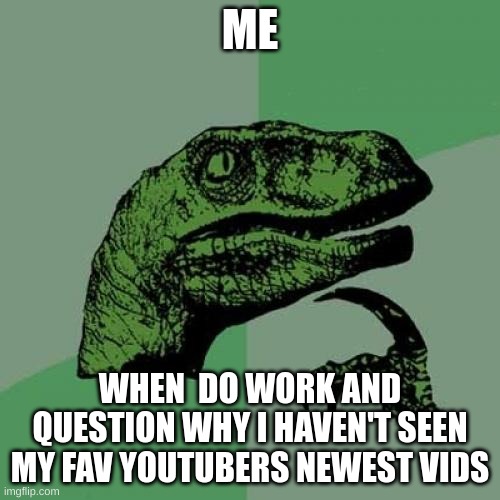 ME
WHEN  DO WORK AND
QUESTION WHY I HAVEN'T SEEN
MY FAV YOUTUBERS NEWEST VIDS
imgflip.com